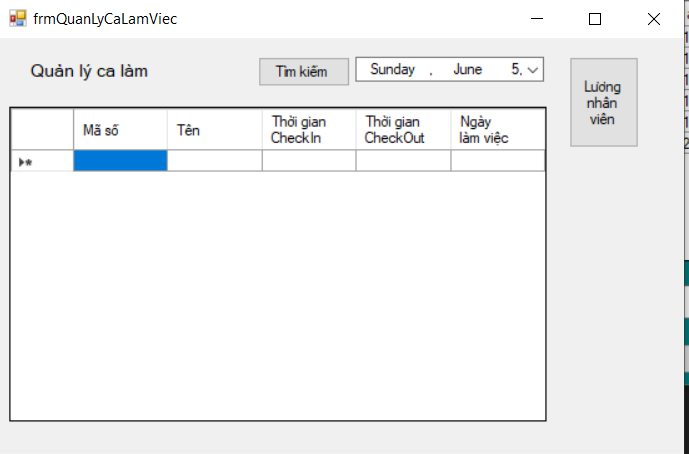 frmQuanLyCaLamViec
Quản lý ca làm
Tìm kiếm
Sunday , June 5,
Lương
nhân
viên
Mã số
Tên
Thời gian
CheckIn
Thời gian
CheckOut
Ngày
làm việc